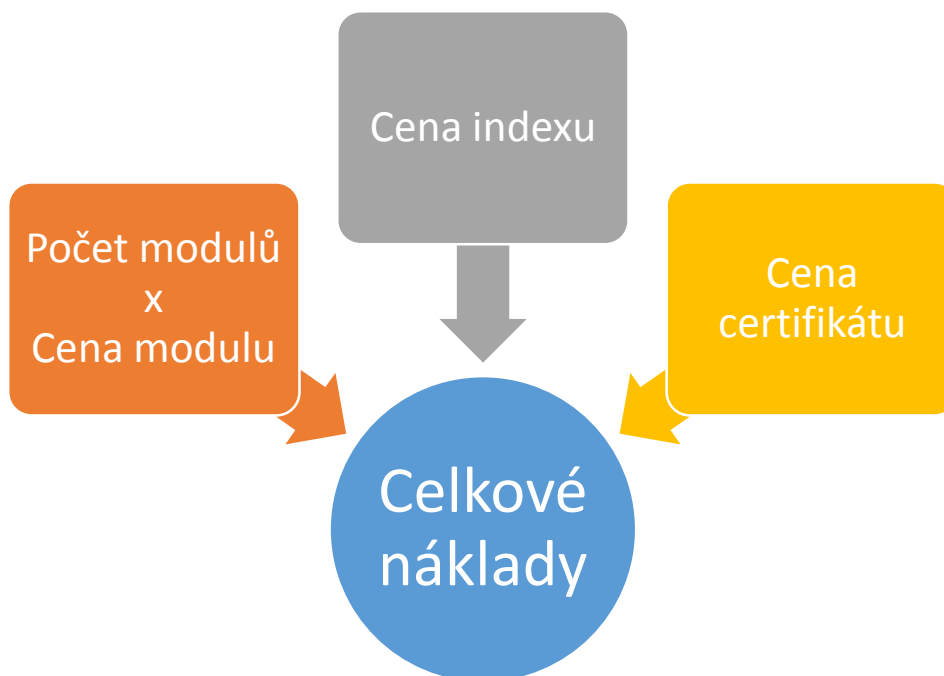 Cena indexu
Počet modulů
x
Cena modulu
Cena
certifikátu
Celkové
náklady